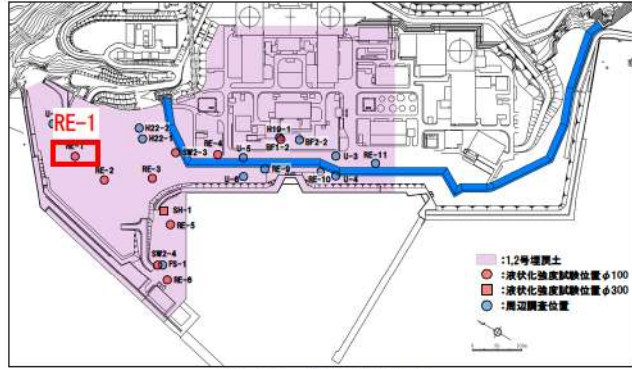 RE-1
H22-2
H22-1
RE-1
RE-2
RE-3
SW2-3
RE-4
U-5
U-6
H19-1
BF1-2
BF2-2
RE-9
RE-10
U-3
U-4
RE-11
SH-1
RE-5
SW2-4
FS-1
RE-6
:1,2号埋戻土
:液状化強度試験位置φ100
:液状化強度試験位置φ300
:周辺調査位置